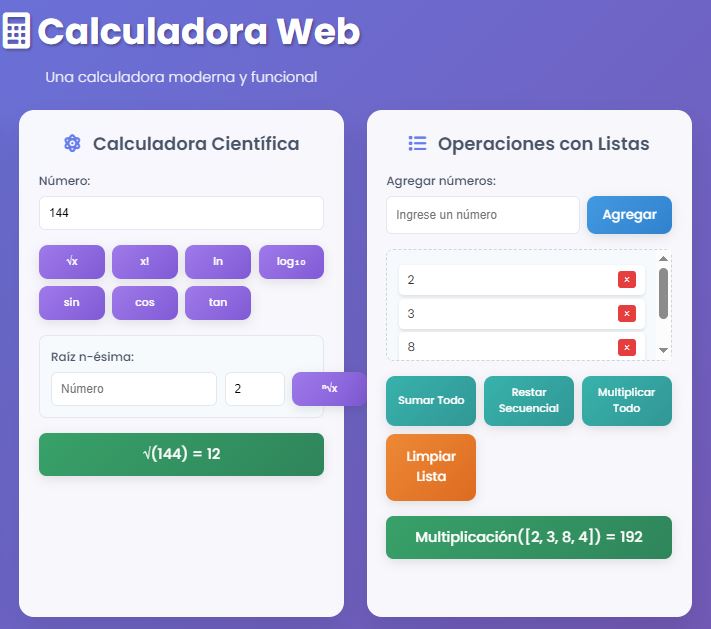 Calculadora Web
Una calculadora moderna y funcional
Calculadora Científica
Número:
144
√x
x!
ln
log₁₀
sin
cos
tan
Raíz n-ésima:
Número
2
ⁿ√x
√(144) = 12
Operaciones con Listas
Agregar números:
Ingrese un número
Agregar
2
×
3
×
8
×
Sumar Todo
Restar
Secuencial
Multiplicar
Todo
Limpiar
Lista
Multiplicación([2, 3, 8, 4]) = 192